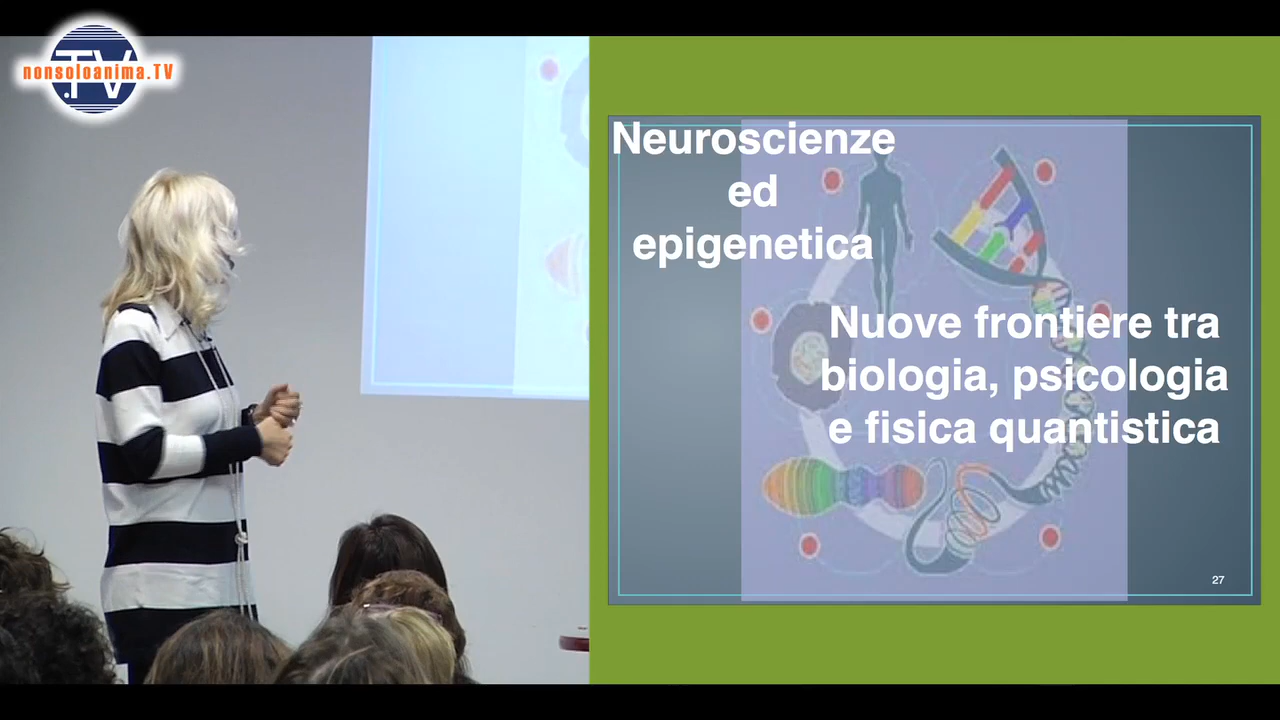 .TV
nonsoloanima.TV
Neuroscienze
ed
epigenetica
Nuove frontiere tra
biologia, psicologia
e fisica quantistica
27